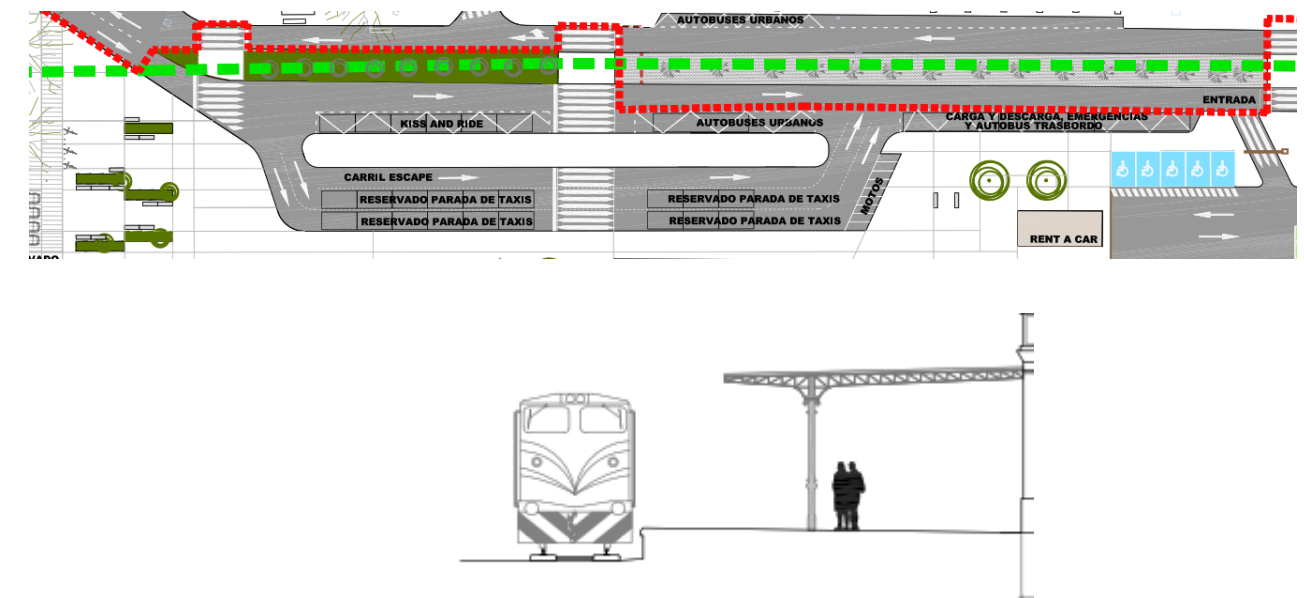 AUTOBUSES URBANOS
ENTRADA
KISS AND RIDE
AUTOBUSES URBANOS
CARGA Y DESCARGA, EMERGENCIAS
Y AUTOBUS TRASBORDO
CARRIL ESCAPE
MOTOS
RESERVADO PARADA DE TAXIS
RESERVADO PARADA DE TAXIS
RESERVADO PARADA DE TAXIS
RESERVADO PARADA DE TAXIS
RENT A CAR